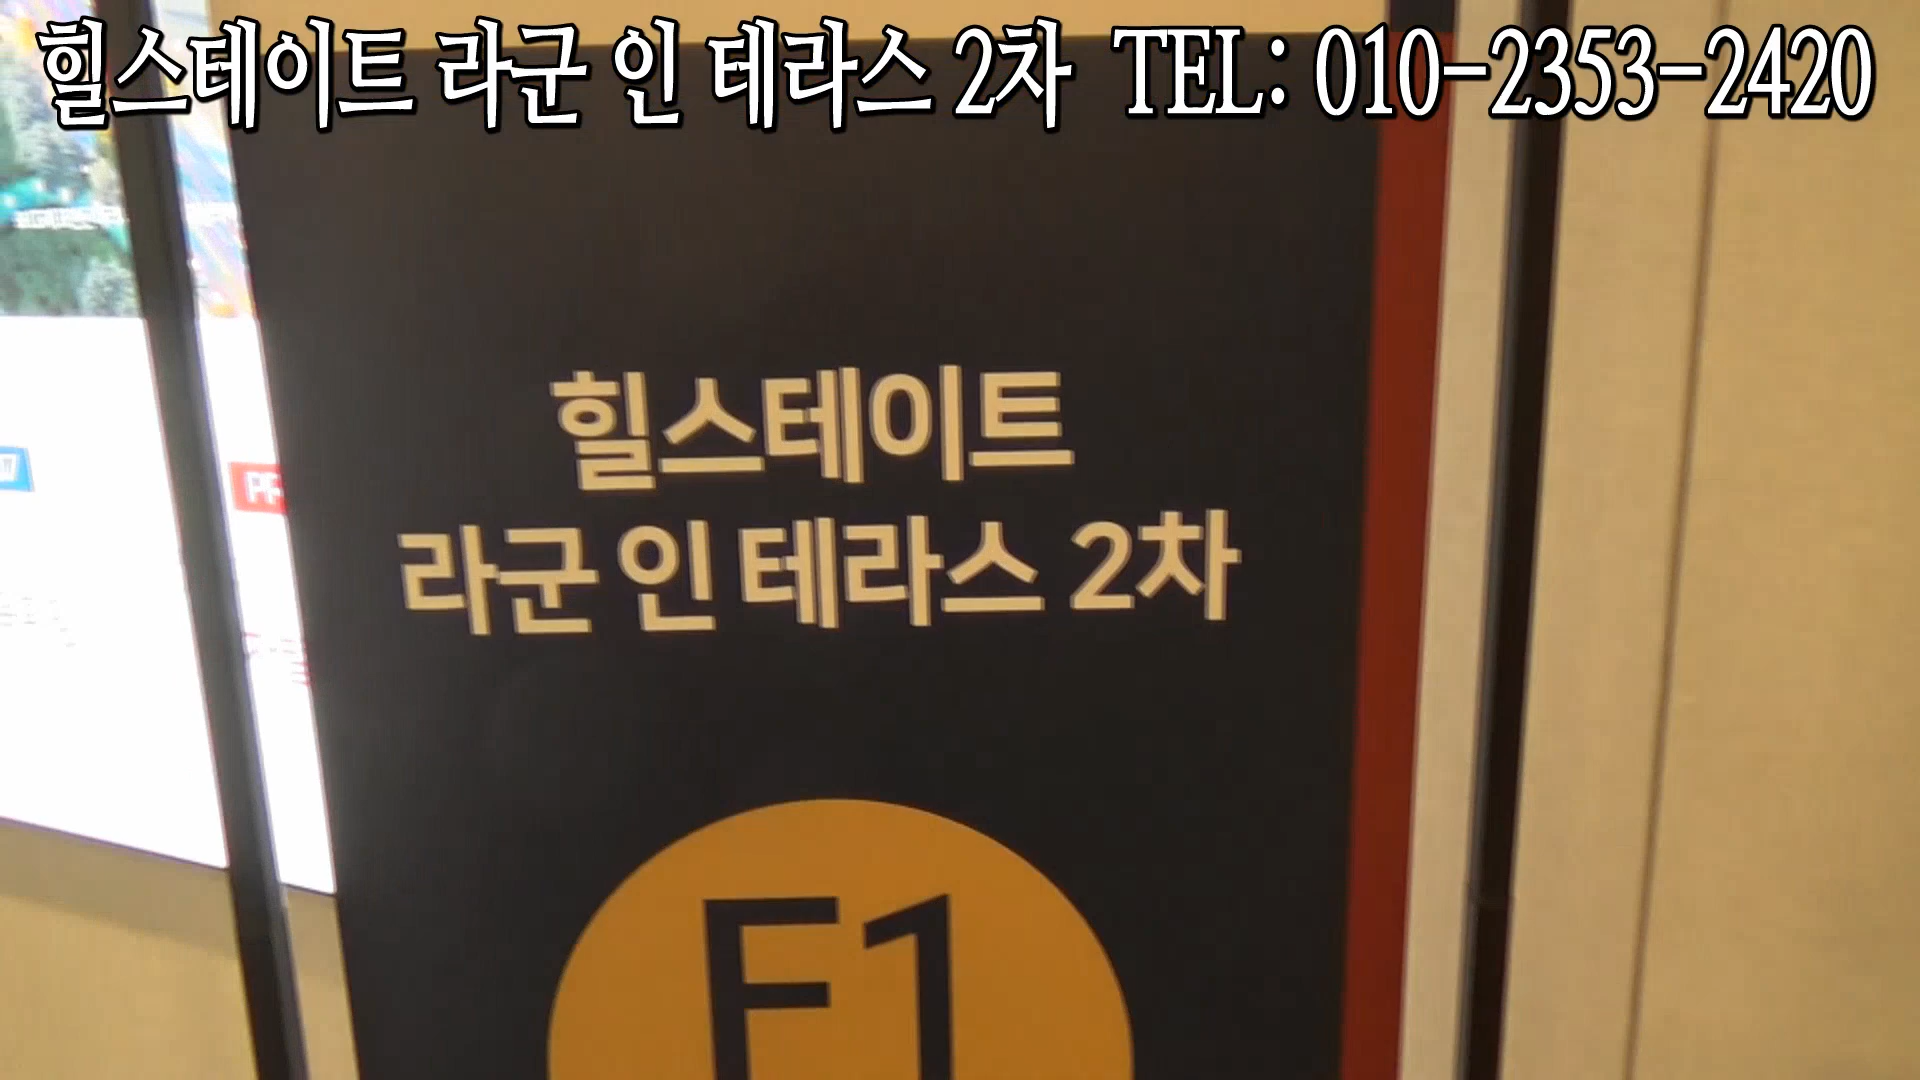 힐스테이트 라군 인 테라스 2차 TEL: 010-2353-2420
힐스테이트
라군 인 테라스 2차